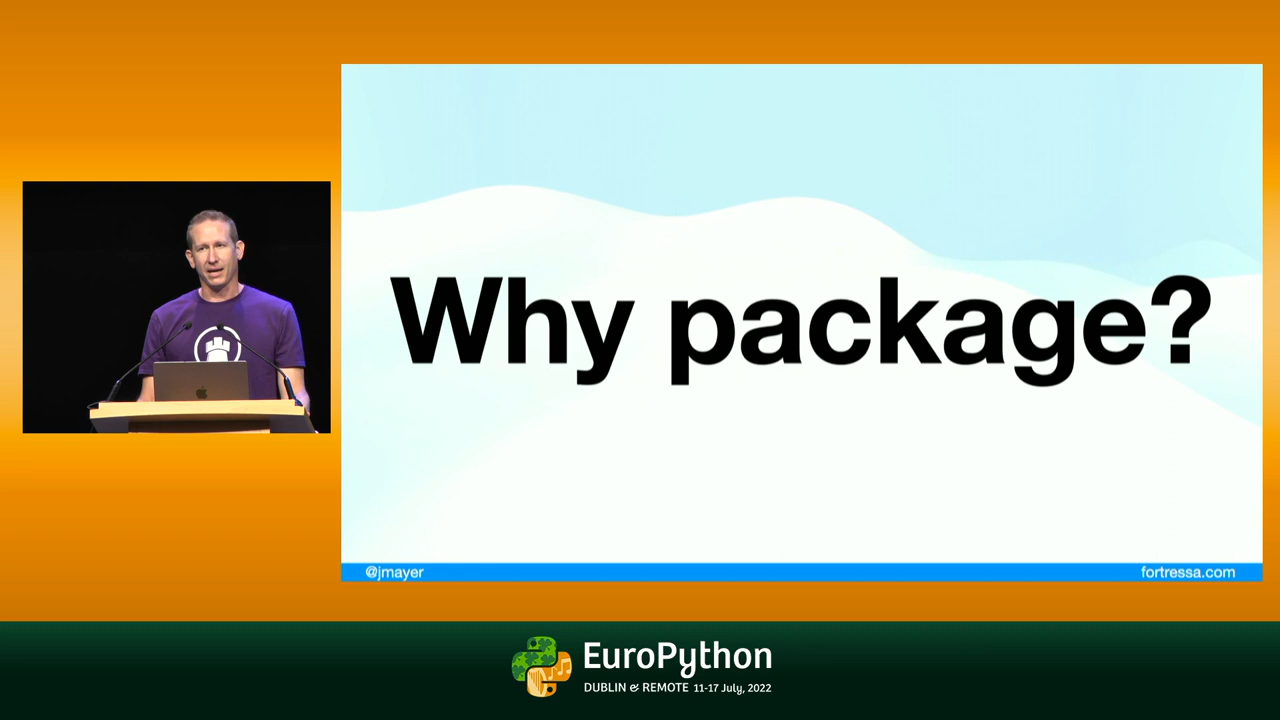 Why package?
@jmayer
fortressa.com
EuroPython
DUBLIN & REMOTE 11-17 July, 2022